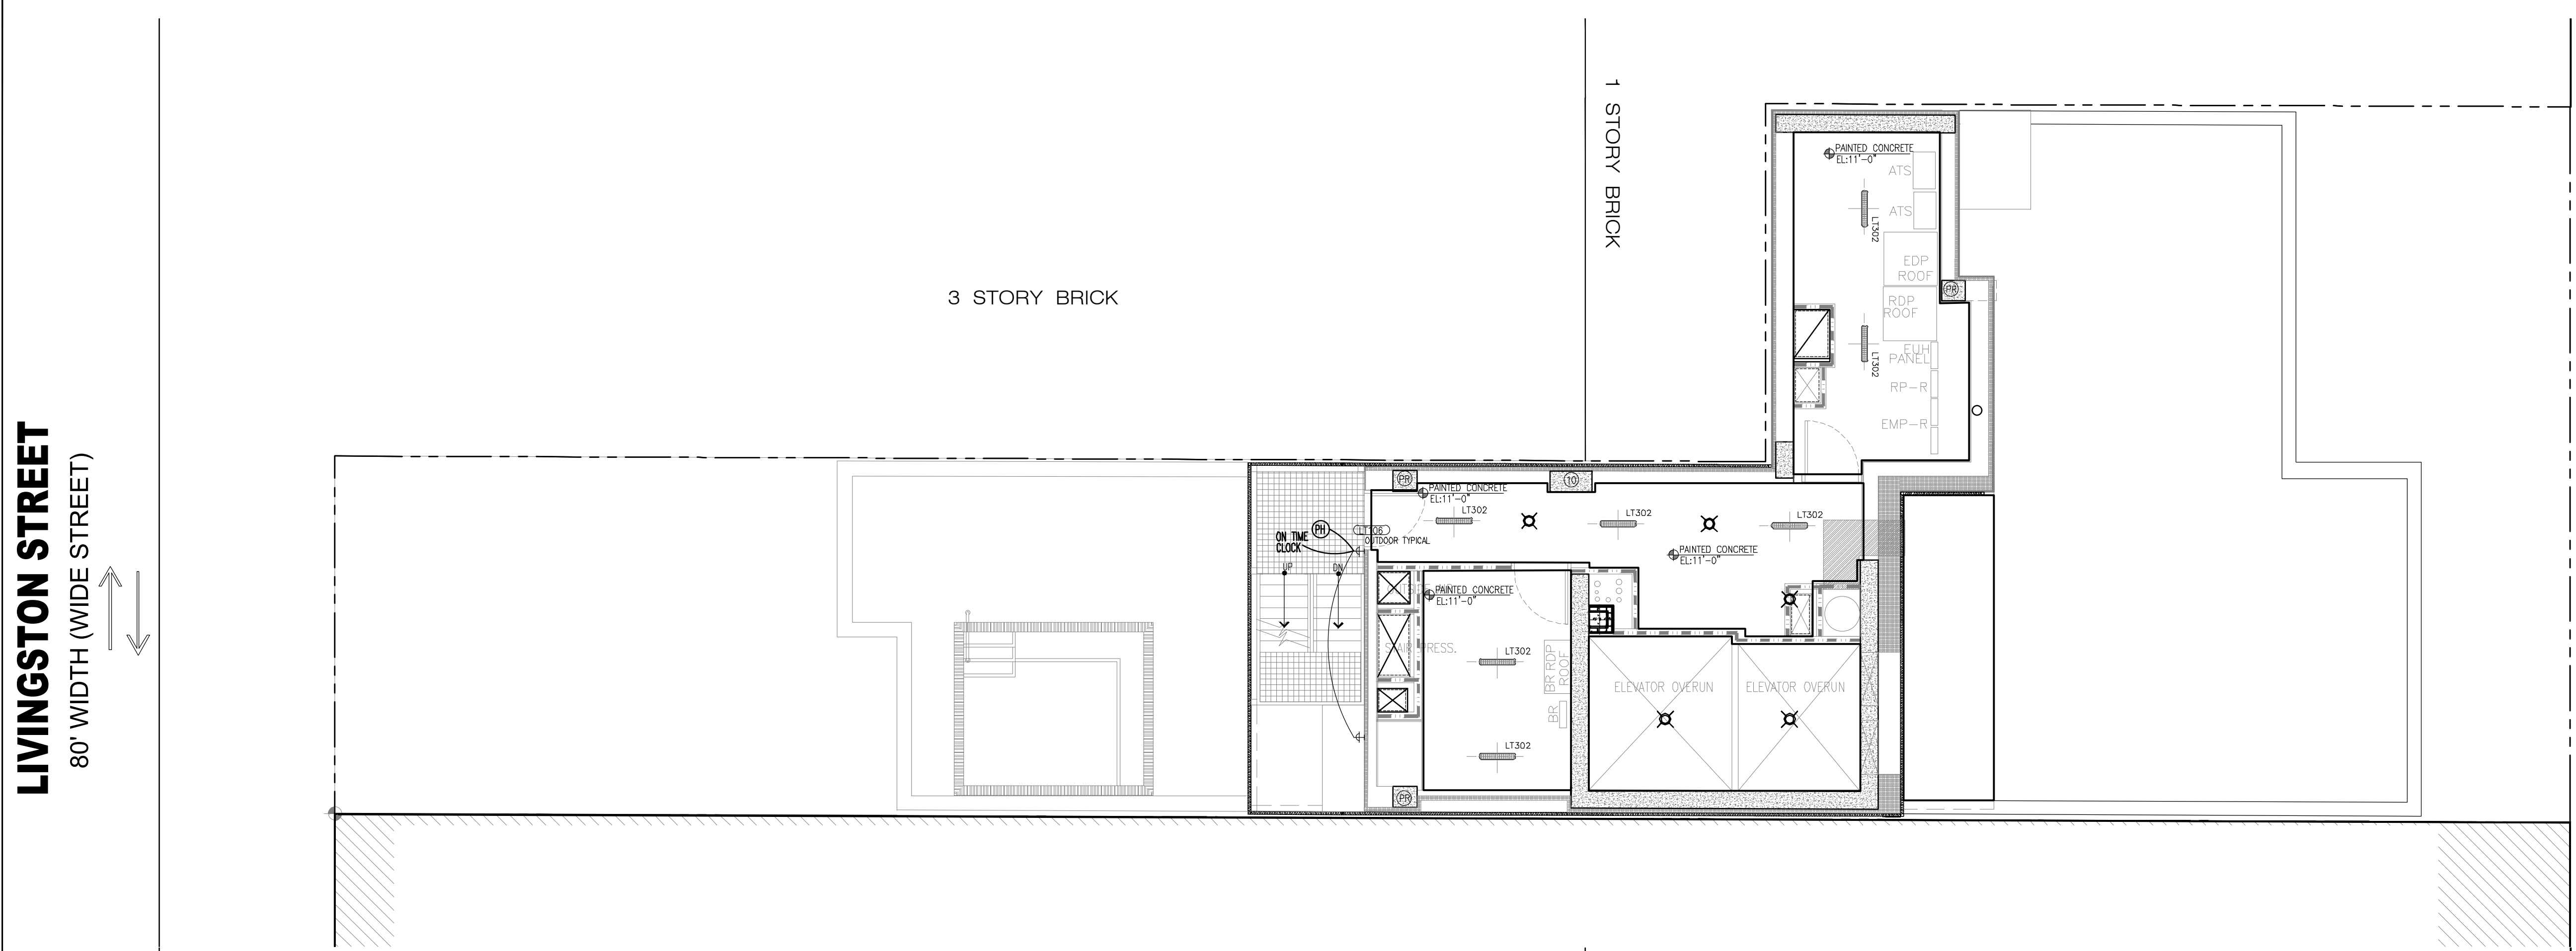 LIVINGSTON STREET
80' WIDTH (WIDE STREET)
3 STORY BRICK
1 STORY BRICK
PAINTED CONCRETE
EL:11'-0"
ATS
ATS
LT302
EDP
ROOF
PR
RDP
ROOF
EUH
PANEL
LT302
RP-R
EMP-R
PR
10
PAINTED CONCRETE
EL:11'-0"
LT302
LT302
LT302
PH
LT106
OUTDOOR TYPICAL
ON TIME
CLOCK
UP
DN
PAINTED CONCRETE
EL:11'-0"
PAINTED CONCRETE
EL:11'-0"
STAIR PRESS.
LT302
BR RDP
ROOF
BR
LT302
ELEVATOR OVERUN
ELEVATOR OVERUN
PR